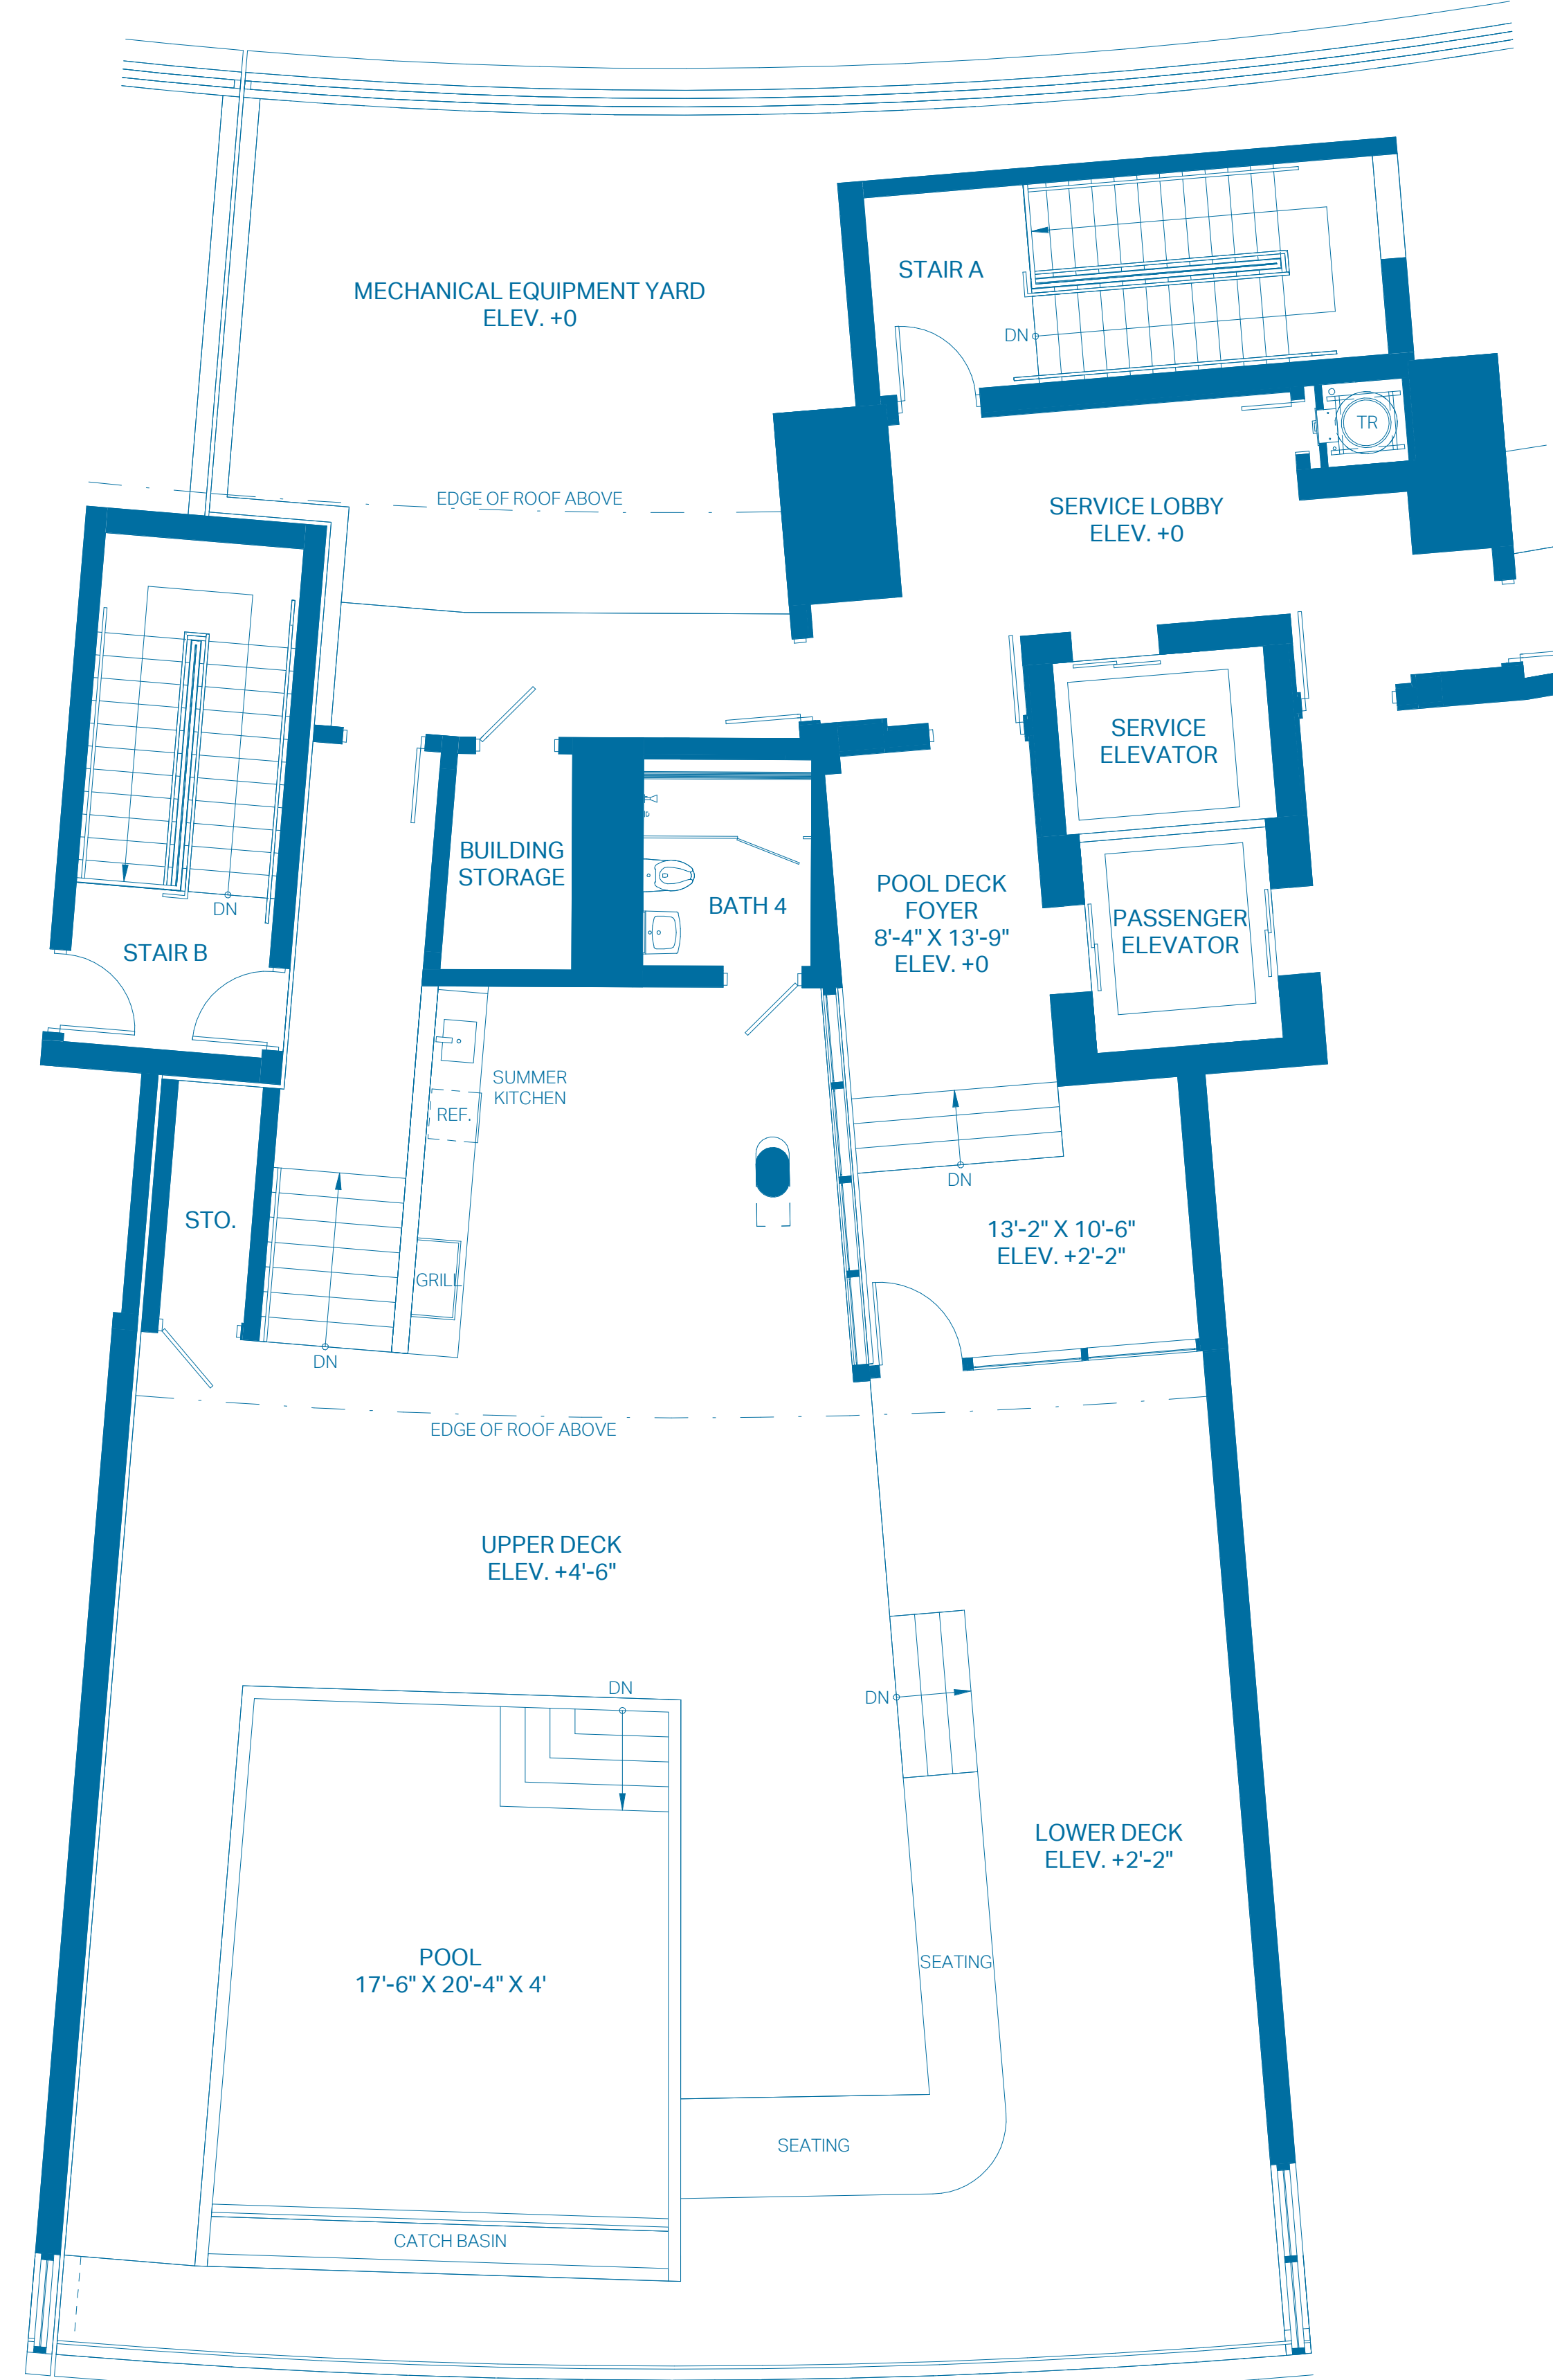 STAIR A
MECHANICAL EQUIPMENT YARD
ELEV. +0
DN
TR
EDGE OF ROOF ABOVE
SERVICE LOBBY
ELEV. +0
SERVICE
ELEVATOR
BUILDING
STORAGE
BATH 4
POOL DECK
FOYER
8'-4" X 13'-9"
ELEV. +0
PASSENGER
ELEVATOR
DN
STAIR B
SUMMER
KITCHEN
REF.
DN
STO.
13'-2" X 10'-6"
ELEV. +2'-2"
GRILL
DN
EDGE OF ROOF ABOVE
UPPER DECK
ELEV. +4'-6"
DN
DN
LOWER DECK
ELEV. +2'-2"
POOL
17'-6" X 20'-4" X 4'
SEATING
SEATING
CATCH BASIN